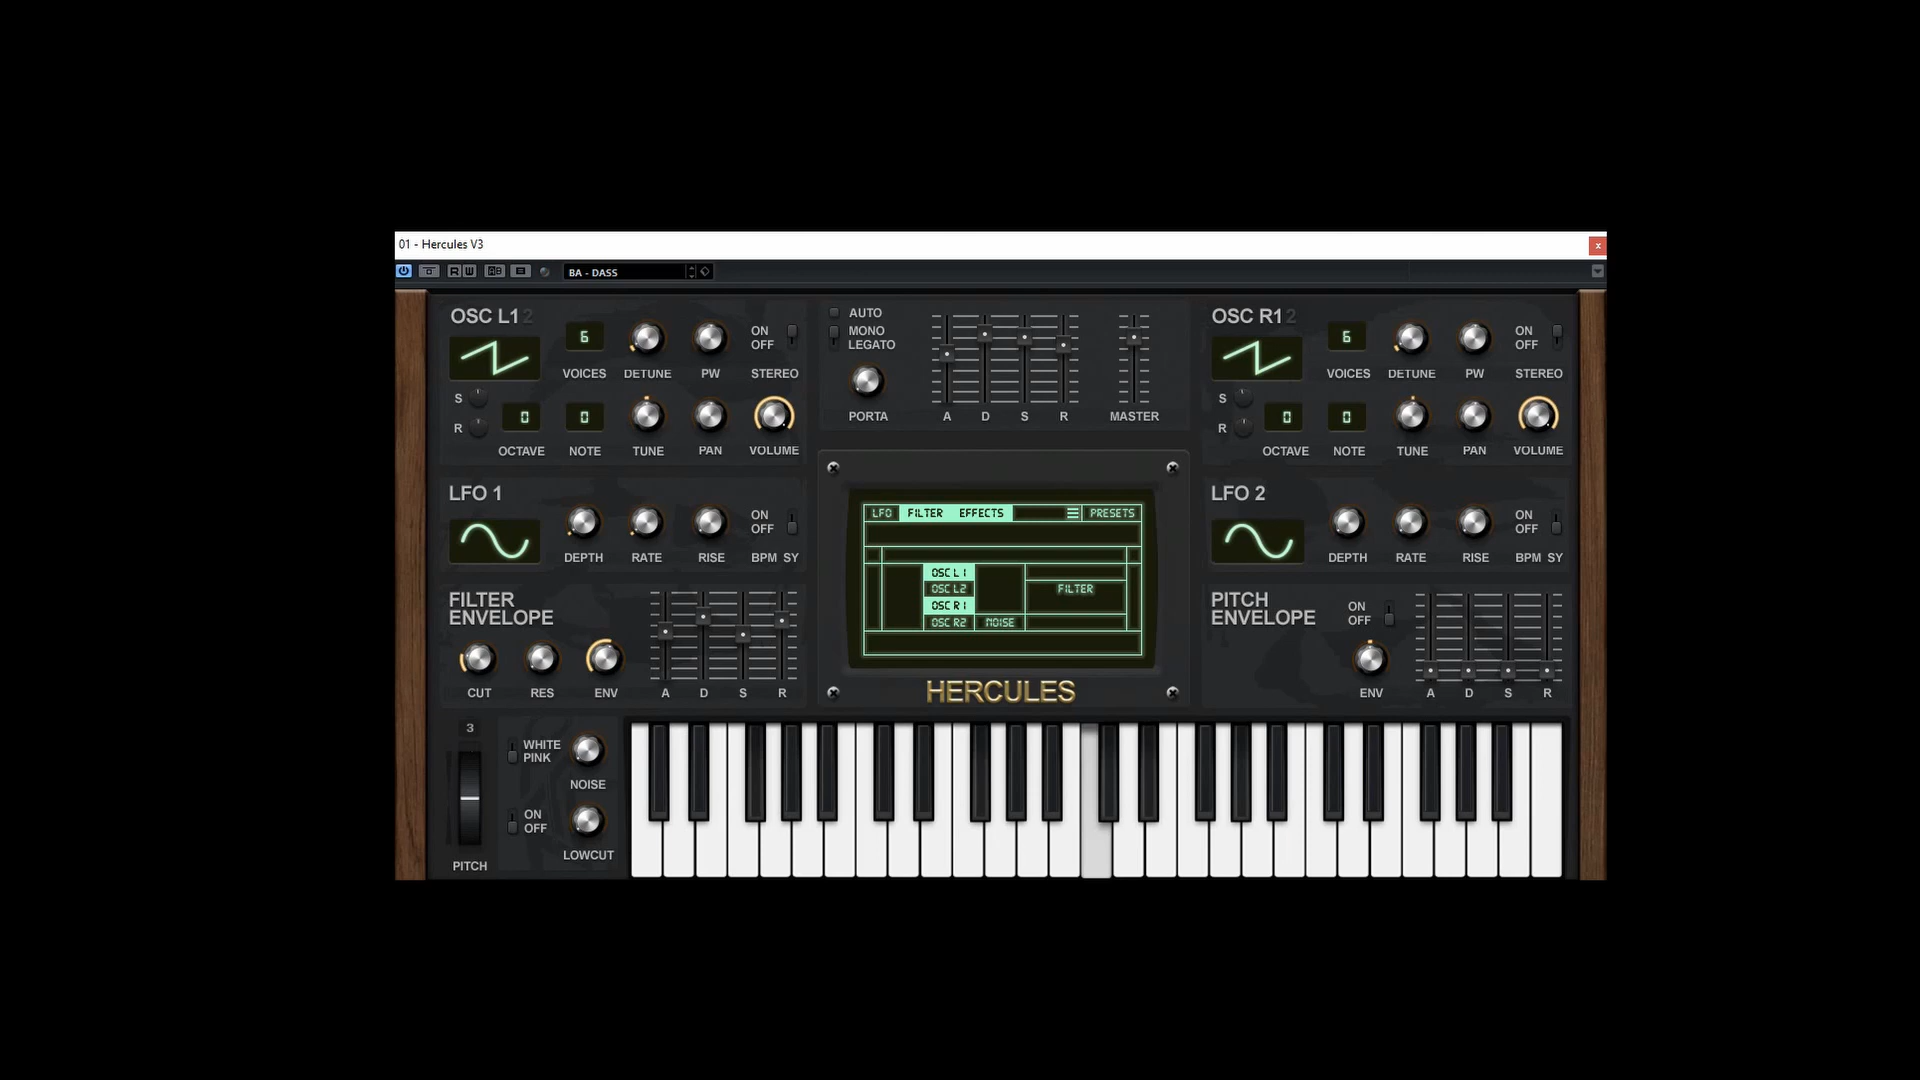 01 - Hercules V3
x
R W AB BA - DASS
OSC L1 2
6
VOICES DETUNE PW
ON
OFF
STEREO
S
R
0 0
OCTAVE NOTE TUNE PAN VOLUME
AUTO
MONO
LEGATO
PORTA
A D S R MASTER
OSC R1 2
6
VOICES DETUNE PW
ON
OFF
STEREO
S
R
0 0
OCTAVE NOTE TUNE PAN VOLUME
LFO 1
DEPTH RATE RISE
ON
OFF
BPM SY
LFO FILTER EFFECTS PRESETS
OSC L1
OSC L2
OSC R1
OSC R2 NOISE
FILTER
HERCULES
LFO 2
DEPTH RATE RISE
ON
OFF
BPM SY
FILTER
ENVELOPE
CUT RES ENV
A D S R
PITCH
ENVELOPE
ON
OFF
ENV
A D S R
3
PITCH
WHITE
PINK
NOISE
ON
OFF
LOWCUT